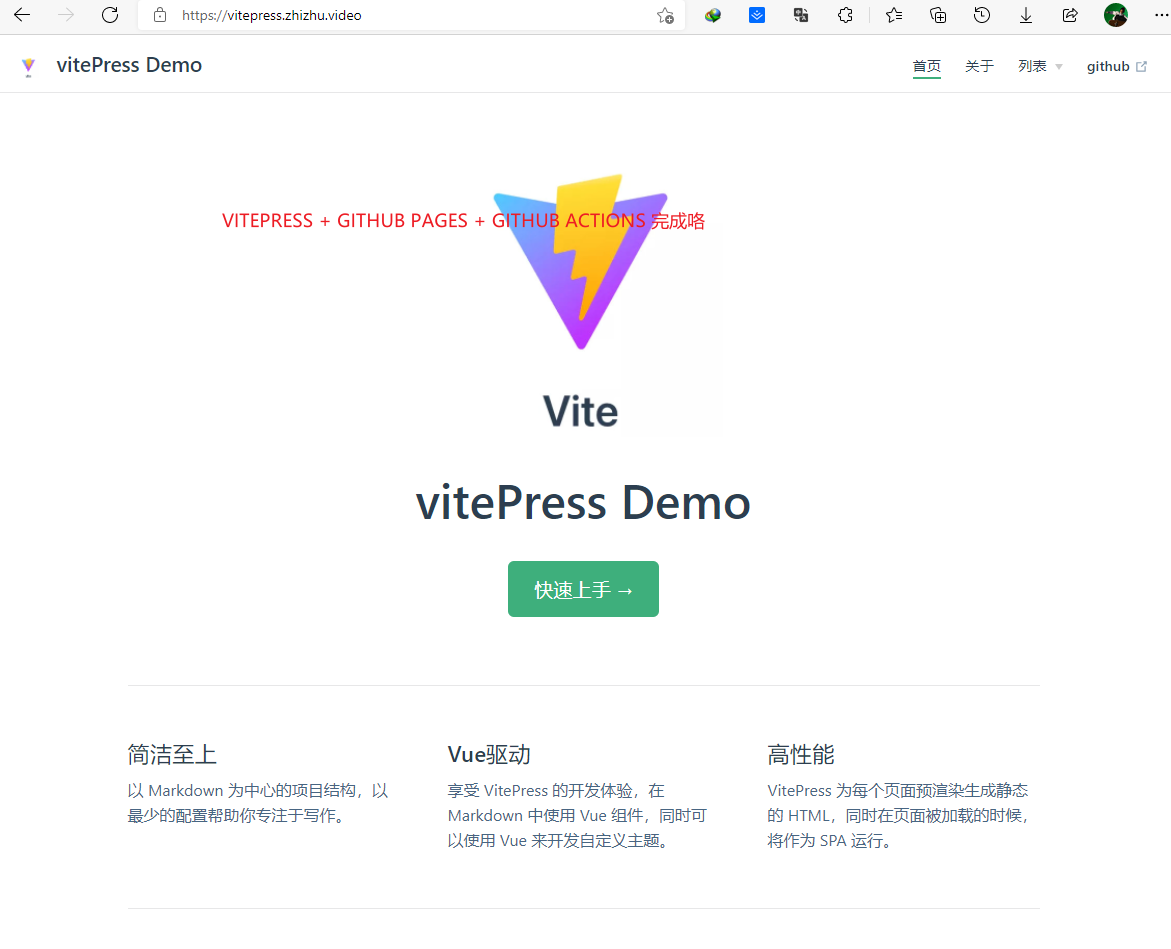 https://vitepress.zhizhu.video
vitePress Demo
首页 关于 列表 github
VITEPRESS + GITHUB PAGES + GITHUB ACTIONS 完成咯
Vite
vitePress Demo
快速上手 →
简洁至上
以 Markdown 为中心的项目结构，以
最少的配置帮助你专注于写作。
Vue驱动
享受 VitePress 的开发体验，在
Markdown 中使用 Vue 组件，同时可
以使用 Vue 来开发自定义主题。
高性能
VitePress 为每个页面预渲染生成静态
的 HTML，同时在页面被加载的时候，
将作为 SPA 运行。